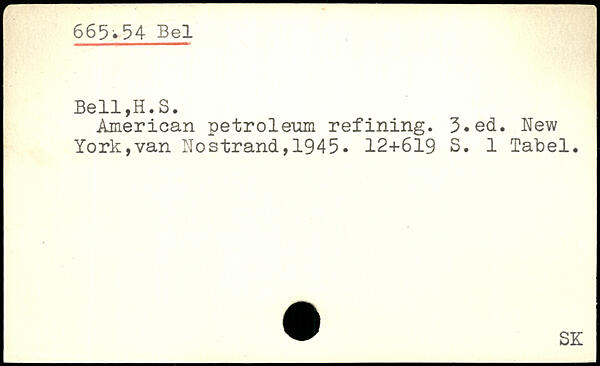 665.54 Bel
Bell,H.S.
American petroleum refining. 3.ed. New
York,van Nostrand,1945. 12+619 S. 1 Tabel.
SK